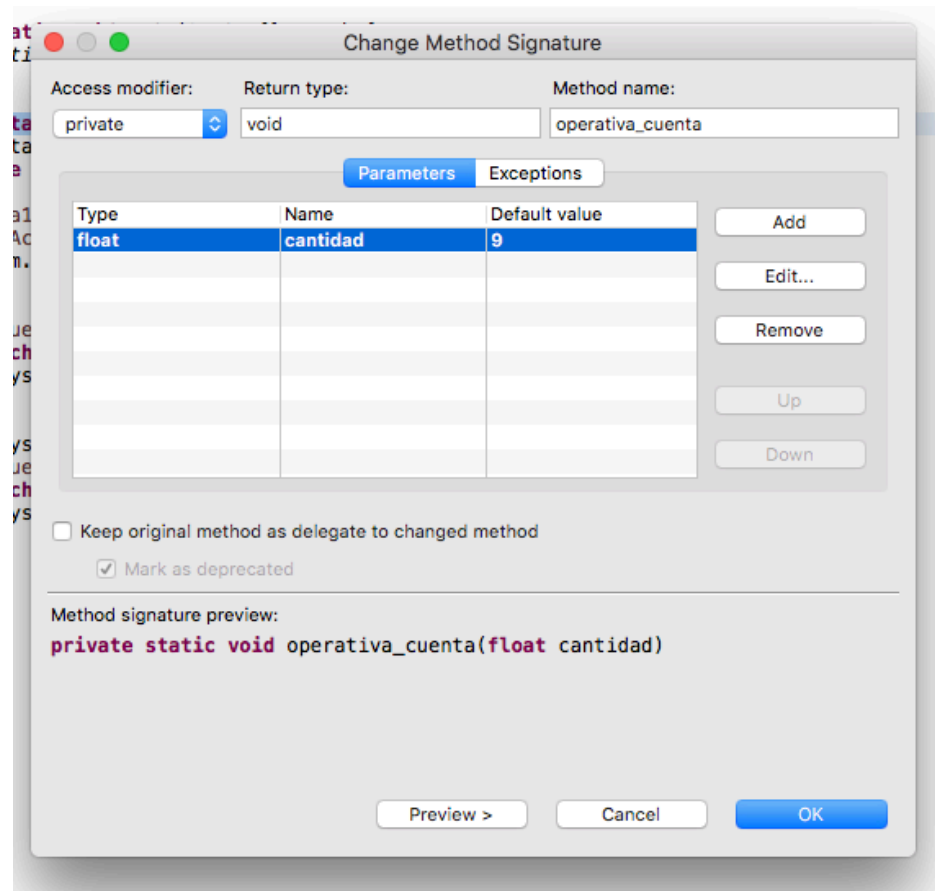 Change Method Signature
Access modifier: Return type: Method name:
private void operativa_cuenta
Parameters Exceptions
Type Name Default value
float cantidad 9
Add
Edit...
Remove
Up
Down
Keep original method as delegate to changed method
Mark as deprecated
Method signature preview:
private static void operativa_cuenta(float cantidad)
Preview > Cancel OK